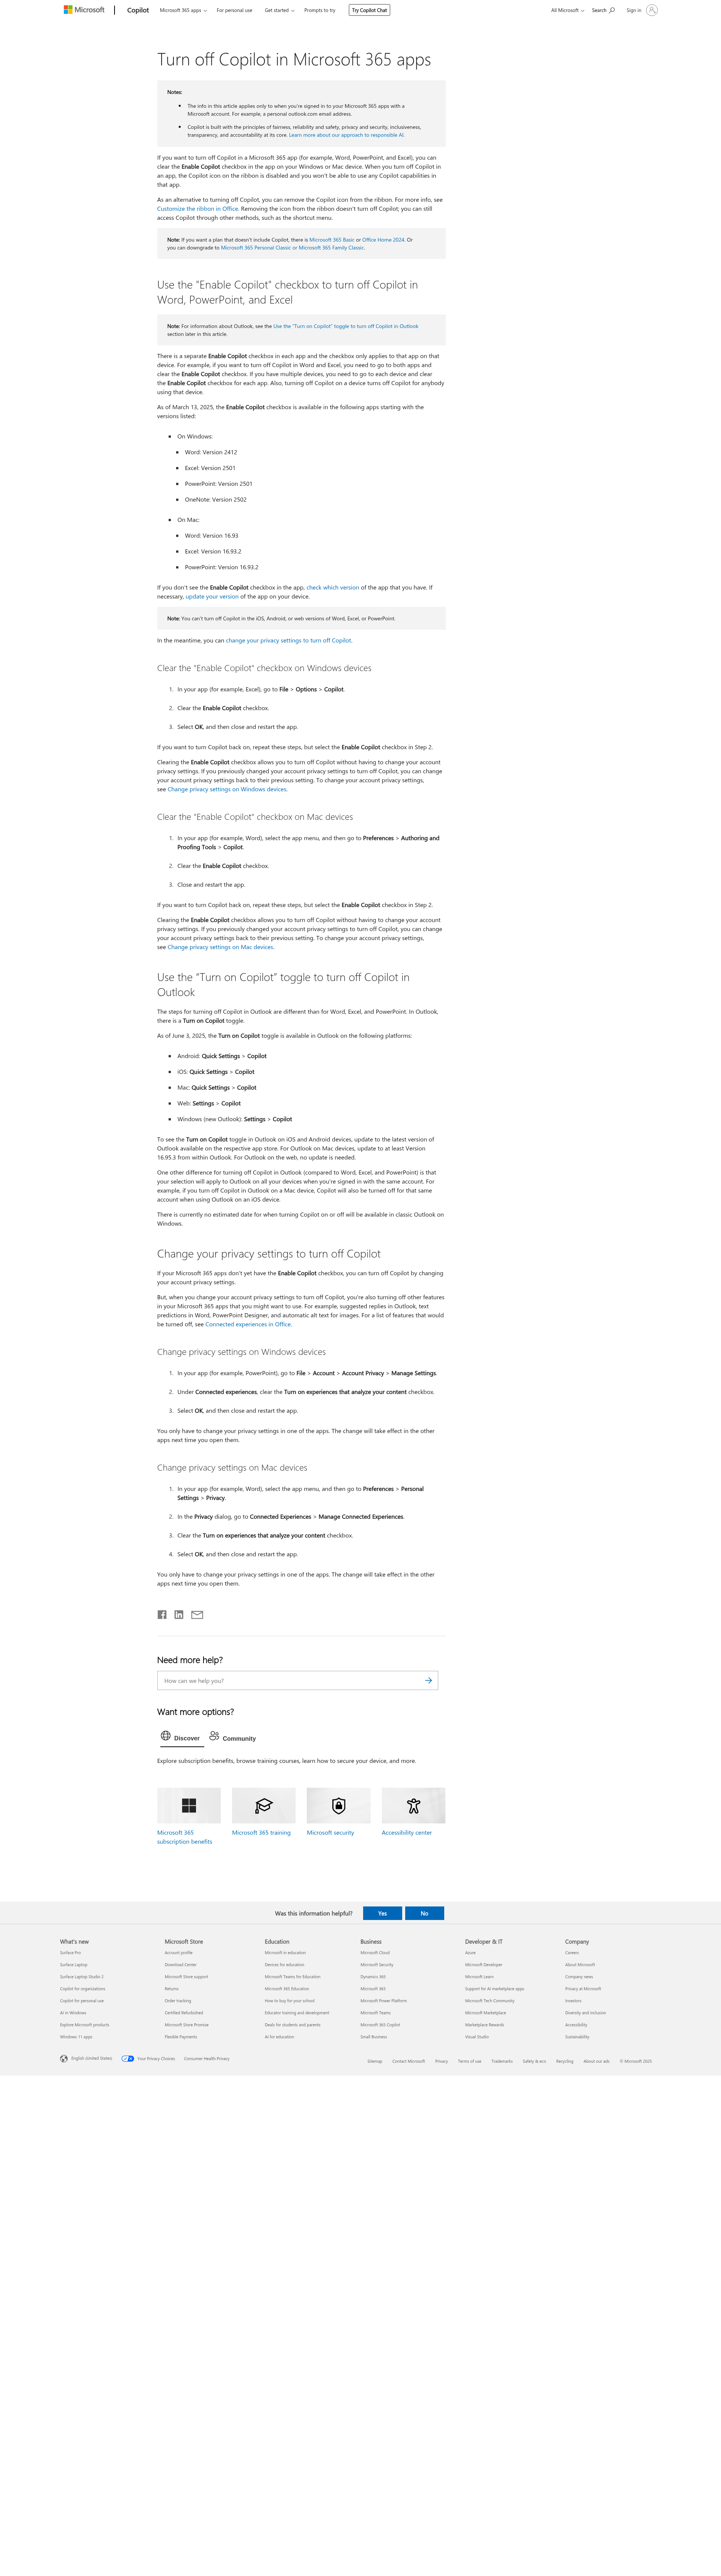 Microsoft
Copilot
Microsoft 365 apps
For personal use
Get started
Prompts to try
Try Copilot Chat
All Microsoft
Search
Sign in
Turn off Copilot in Microsoft 365 apps
Notes:
• The info in this article applies only to when you're signed in to your Microsoft 365 apps with a
Microsoft account. For example, a personal outlook.com email address.
• Copilot is built with the principles of fairness, reliability and safety, privacy and security, inclusiveness,
transparency, and accountability at its core. Learn more about our approach to responsible AI.
If you want to turn off Copilot in a Microsoft 365 app (for example, Word, PowerPoint, and Excel), you can
clear the Enable Copilot checkbox in the app on your Windows or Mac device. When you turn off Copilot in
an app, the Copilot icon on the ribbon is disabled and you won't be able to use any Copilot capabilities in
that app.
As an alternative to turning off Copilot, you can remove the Copilot icon from the ribbon. For more info, see
Customize the ribbon in Office. Removing the icon from the ribbon doesn't turn off Copilot; you can still
access Copilot through other methods, such as the shortcut menu.
Note: If you want a plan that doesn't include Copilot, there is Microsoft 365 Basic or Office Home 2024. Or
you can downgrade to Microsoft 365 Personal Classic or Microsoft 365 Family Classic.
Use the "Enable Copilot" checkbox to turn off Copilot in
Word, PowerPoint, and Excel
Note: For information about Outlook, see the Use the "Turn on Copilot" toggle to turn off Copilot in Outlook
section later in this article.
There is a separate Enable Copilot checkbox in each app and the checkbox only applies to that app on that
device. For example, if you want to turn off Copilot in Word and Excel, you need to go to both apps and
clear the Enable Copilot checkbox. If you have multiple devices, you need to go to each device and clear
the Enable Copilot checkbox for each app. Also, turning off Copilot on a device turns off Copilot for anybody
using that device.
As of March 13, 2025, the Enable Copilot checkbox is available in the following apps starting with the
versions listed:
• On Windows:
• Word: Version 2412
• Excel: Version 2501
• PowerPoint: Version 2501
• OneNote: Version 2502
• On Mac:
• Word: Version 16.93
• Excel: Version 16.93.2
• PowerPoint: Version 16.93.2
If you don't see the Enable Copilot checkbox in the app, check which version of the app that you have. If
necessary, update your version of the app on your device.
Note: You can't turn off Copilot in the iOS, Android, or web versions of Word, Excel, or PowerPoint.
In the meantime, you can change your privacy settings to turn off Copilot.
Clear the "Enable Copilot" checkbox on Windows devices
1. In your app (for example, Excel), go to File > Options > Copilot.
2. Clear the Enable Copilot checkbox.
3. Select OK, and then close and restart the app.
If you want to turn Copilot back on, repeat these steps, but select the Enable Copilot checkbox in Step 2.
Clearing the Enable Copilot checkbox allows you to turn off Copilot without having to change your account
privacy settings. If you previously changed your account privacy settings to turn off Copilot, you can change
your account privacy settings back to their previous setting. To change your account privacy settings,
see Change privacy settings on Windows devices.
Clear the "Enable Copilot" checkbox on Mac devices
1. In your app (for example, Word), select the app menu, and then go to Preferences > Authoring and
Proofing Tools > Copilot.
2. Clear the Enable Copilot checkbox.
3. Close and restart the app.
If you want to turn Copilot back on, repeat these steps, but select the Enable Copilot checkbox in Step 2.
Clearing the Enable Copilot checkbox allows you to turn off Copilot without having to change your account
privacy settings. If you previously changed your account privacy settings to turn off Copilot, you can change
your account privacy settings back to their previous setting. To change your account privacy settings,
see Change privacy settings on Mac devices.
Use the "Turn on Copilot" toggle to turn off Copilot in
Outlook
The steps for turning off Copilot in Outlook are different than for Word, Excel, and PowerPoint. In Outlook,
there is a Turn on Copilot toggle.
As of June 3, 2025, the Turn on Copilot toggle is available in Outlook on the following platforms:
• Android: Quick Settings > Copilot
• iOS: Quick Settings > Copilot
• Mac: Quick Settings > Copilot
• Web: Settings > Copilot
• Windows (new Outlook): Settings > Copilot
To see the Turn on Copilot toggle in Outlook on iOS and Android devices, update to the latest version of
Outlook available on the respective app store. For Outlook on Mac devices, update to at least Version
16.95.3 from within Outlook. For Outlook on the web, no update is needed.
One other difference for turning off Copilot in Outlook (compared to Word, Excel, and PowerPoint) is that
your selection will apply to Outlook on all your devices when you're signed in with the same account. For
example, if you turn off Copilot in Outlook on a Mac device, Copilot will also be turned off for that same
account when using Outlook on an iOS device.
There is currently no estimated date for when turning Copilot on or off will be available in classic Outlook on
Windows.
Change your privacy settings to turn off Copilot
If your Microsoft 365 apps don't yet have the Enable Copilot checkbox, you can turn off Copilot by changing
your account privacy settings.
But, when you change your account privacy settings to turn off Copilot, you're also turning off other features
in your Microsoft 365 apps that you might want to use. For example, suggested replies in Outlook, text
predictions in Word, PowerPoint Designer, and automatic alt text for images. For a list of features that would
be turned off, see Connected experiences in Office.
Change privacy settings on Windows devices
1. In your app (for example, PowerPoint), go to File > Account > Account Privacy > Manage Settings.
2. Under Connected experiences, clear the Turn on experiences that analyze your content checkbox.
3. Select OK, and then close and restart the app.
You only have to change your privacy settings in one of the apps. The change will take effect in the other
apps next time you open them.
Change privacy settings on Mac devices
1. In your app (for example, Word), select the app menu, and then go to Preferences > Personal
Settings > Privacy.
2. In the Privacy dialog, go to Connected Experiences > Manage Connected Experiences.
3. Clear the Turn on experiences that analyze your content checkbox.
4. Select OK, and then close and restart the app.
You only have to change your privacy settings in one of the apps. The change will take effect in the other
apps next time you open them.
Need more help?
How can we help you?
Want more options?
Discover
Community
Explore subscription benefits, browse training courses, learn how to secure your device, and more.
Microsoft 365
subscription benefits
Microsoft 365 training
Microsoft security
Accessibility center
Was this information helpful?
Yes
No
What's new
Surface Pro
Surface Laptop
Surface Laptop Studio 2
Copilot for organizations
Copilot for personal use
AI in Windows
Explore Microsoft products
Windows 11 apps
Microsoft Store
Account profile
Download Center
Microsoft Store support
Returns
Order tracking
Certified Refurbished
Microsoft Store Promise
Flexible Payments
Education
Microsoft in education
Devices for education
Microsoft Teams for Education
Microsoft 365 Education
How to buy for your school
Educator training and development
Deals for students and parents
AI for education
Business
Microsoft Cloud
Microsoft Security
Dynamics 365
Microsoft 365
Microsoft Power Platform
Microsoft Teams
Microsoft 365 Copilot
Small Business
Developer & IT
Azure
Microsoft Developer
Microsoft Learn
Support for AI marketplace apps
Microsoft Tech Community
Microsoft Marketplace
Marketplace Rewards
Visual Studio
Company
Careers
About Microsoft
Company news
Privacy at Microsoft
Investors
Diversity and inclusion
Accessibility
Sustainability
English (United States)
Your Privacy Choices
Consumer Health Privacy
Sitemap
Contact Microsoft
Privacy
Terms of use
Trademarks
Safety & eco
Recycling
About our ads
© Microsoft 2025